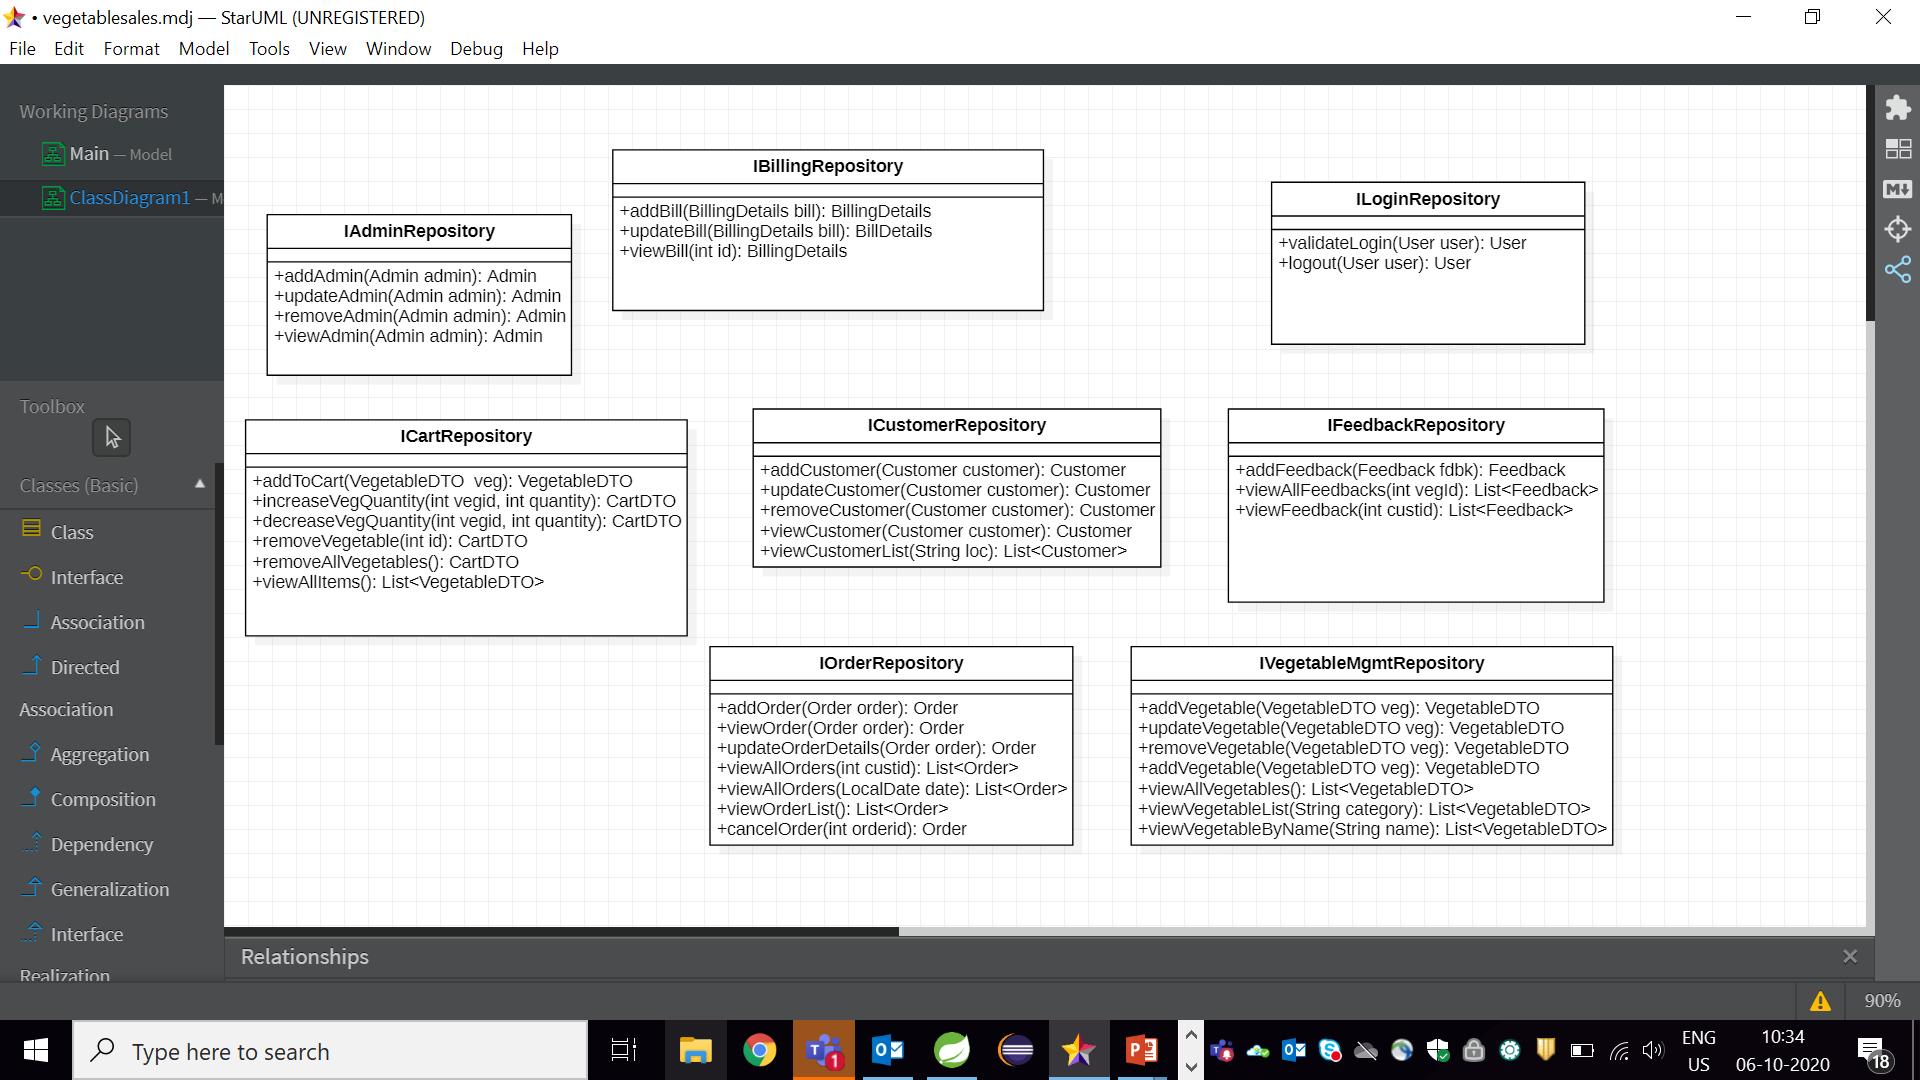 • vegetablesales.mdj — StarUML (UNREGISTERED)
File Edit Format Model Tools View Window Debug Help
Working Diagrams
Main — Model
ClassDiagram1 — M
Toolbox
Classes (Basic)
Class
Interface
Association
Directed
Association
Aggregation
Composition
Dependency
Generalization
Interface
Realization
IAdminRepository
+addAdmin(Admin admin): Admin
+updateAdmin(Admin admin): Admin
+removeAdmin(Admin admin): Admin
+viewAdmin(Admin admin): Admin
IBillingRepository
+addBill(BillingDetails bill): BillingDetails
+updateBill(BillingDetails bill): BillDetails
+viewBill(int id): BillingDetails
ILoginRepository
+validateLogin(User user): User
+logout(User user): User
ICartRepository
+addToCart(VegetableDTO  veg): VegetableDTO
+increaseVegQuantity(int vegid, int quantity): CartDTO
+decreaseVegQuantity(int vegid, int quantity): CartDTO
+removeVegetable(int id): CartDTO
+removeAllVegetables(): CartDTO
+viewAllItems(): List<VegetableDTO>
ICustomerRepository
+addCustomer(Customer customer): Customer
+updateCustomer(Customer customer): Customer
+removeCustomer(Customer customer): Customer
+viewCustomer(Customer customer): Customer
+viewCustomerList(String loc): List<Customer>
IFeedbackRepository
+addFeedback(Feedback fdbk): Feedback
+viewAllFeedbacks(int vegId): List<Feedback>
+viewFeedback(int custid): List<Feedback>
IOrderRepository
+addOrder(Order order): Order
+viewOrder(Order order): Order
+updateOrderDetails(Order order): Order
+viewAllOrders(int custid): List<Order>
+viewAllOrders(LocalDate date): List<Order>
+viewOrderList(): List<Order>
+cancelOrder(int orderid): Order
IVegetableMgmtRepository
+addVegetable(VegetableDTO veg): VegetableDTO
+updateVegetable(VegetableDTO veg): VegetableDTO
+removeVegetable(VegetableDTO veg): VegetableDTO
+addVegetable(VegetableDTO veg): VegetableDTO
+viewAllVegetables(): List<VegetableDTO>
+viewVegetableList(String category): List<VegetableDTO>
+viewVegetableByName(String name): List<VegetableDTO>
M
Relationships
90%
Type here to search
1
ENG
US
10:34
06-10-2020
18